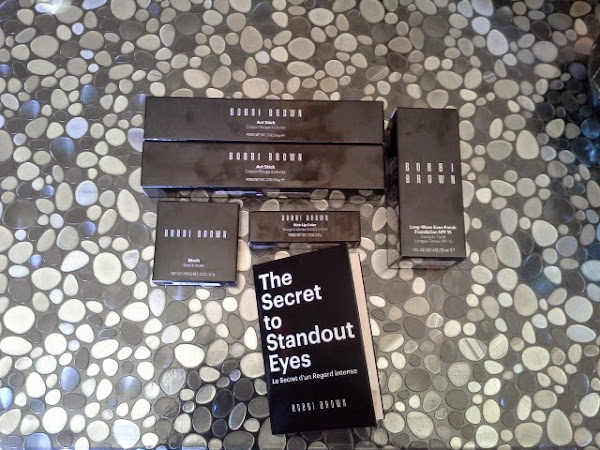 BOBBI BROWN
Art Stick
BOBBI BROWN
Art Stick
BOBBI
BROWN
Long-Wear Even Finish
Foundation SPF 15
BOBBI BROWN
Blush
BOBBI BROWN
Rich Lip Color
The
Secret
to
Standout
Eyes
Le Secret d'un Regard Intense
BOBBI BROWN